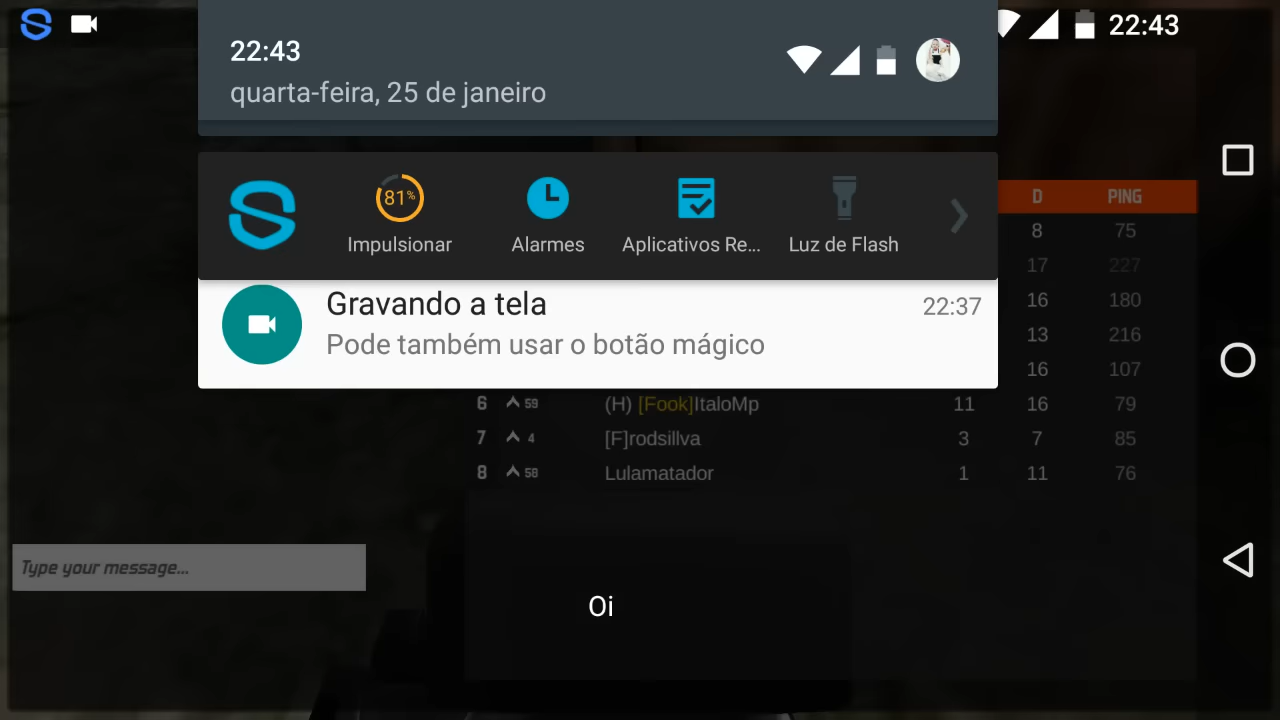 22:43
22:43
quarta-feira, 25 de janeiro
81%
Impulsionar
Alarmes
Aplicativos Re...
Luz de Flash
D PING
8 75
17 227
16 180
Gravando a tela 22:37
13 216
Pode também usar o botão mágico
16 107
6 59 (H) [Fook]ItaloMp 11 16 79
7 4 [F]rodsillva 3 7 85
8 58 Lulamatador 1 11 76
Type your message...
Oi